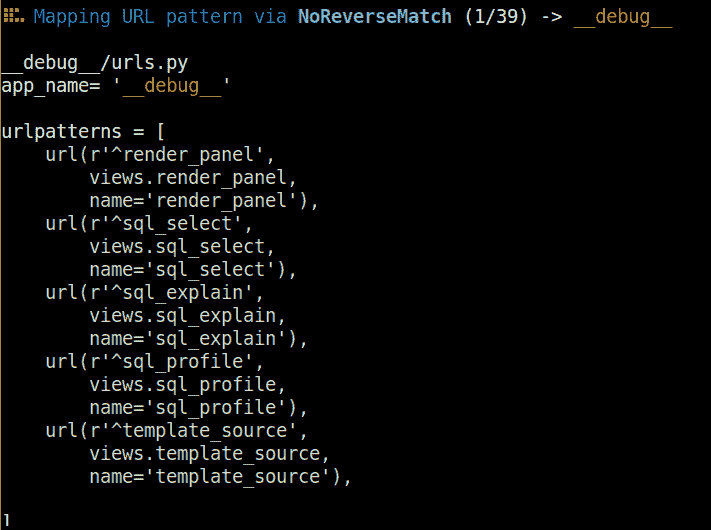 Mapping URL pattern via NoReverseMatch (1/39) -> __debug__
__debug__/urls.py
app_name= '__debug__'
urlpatterns = [
url(r'^render_panel',
views.render_panel,
name='render_panel'),
url(r'^sql_select',
views.sql_select,
name='sql_select'),
url(r'^sql_explain',
views.sql_explain,
name='sql_explain'),
url(r'^sql_profile',
views.sql_profile,
name='sql_profile'),
url(r'^template_source',
views.template_source,
name='template_source'),
]